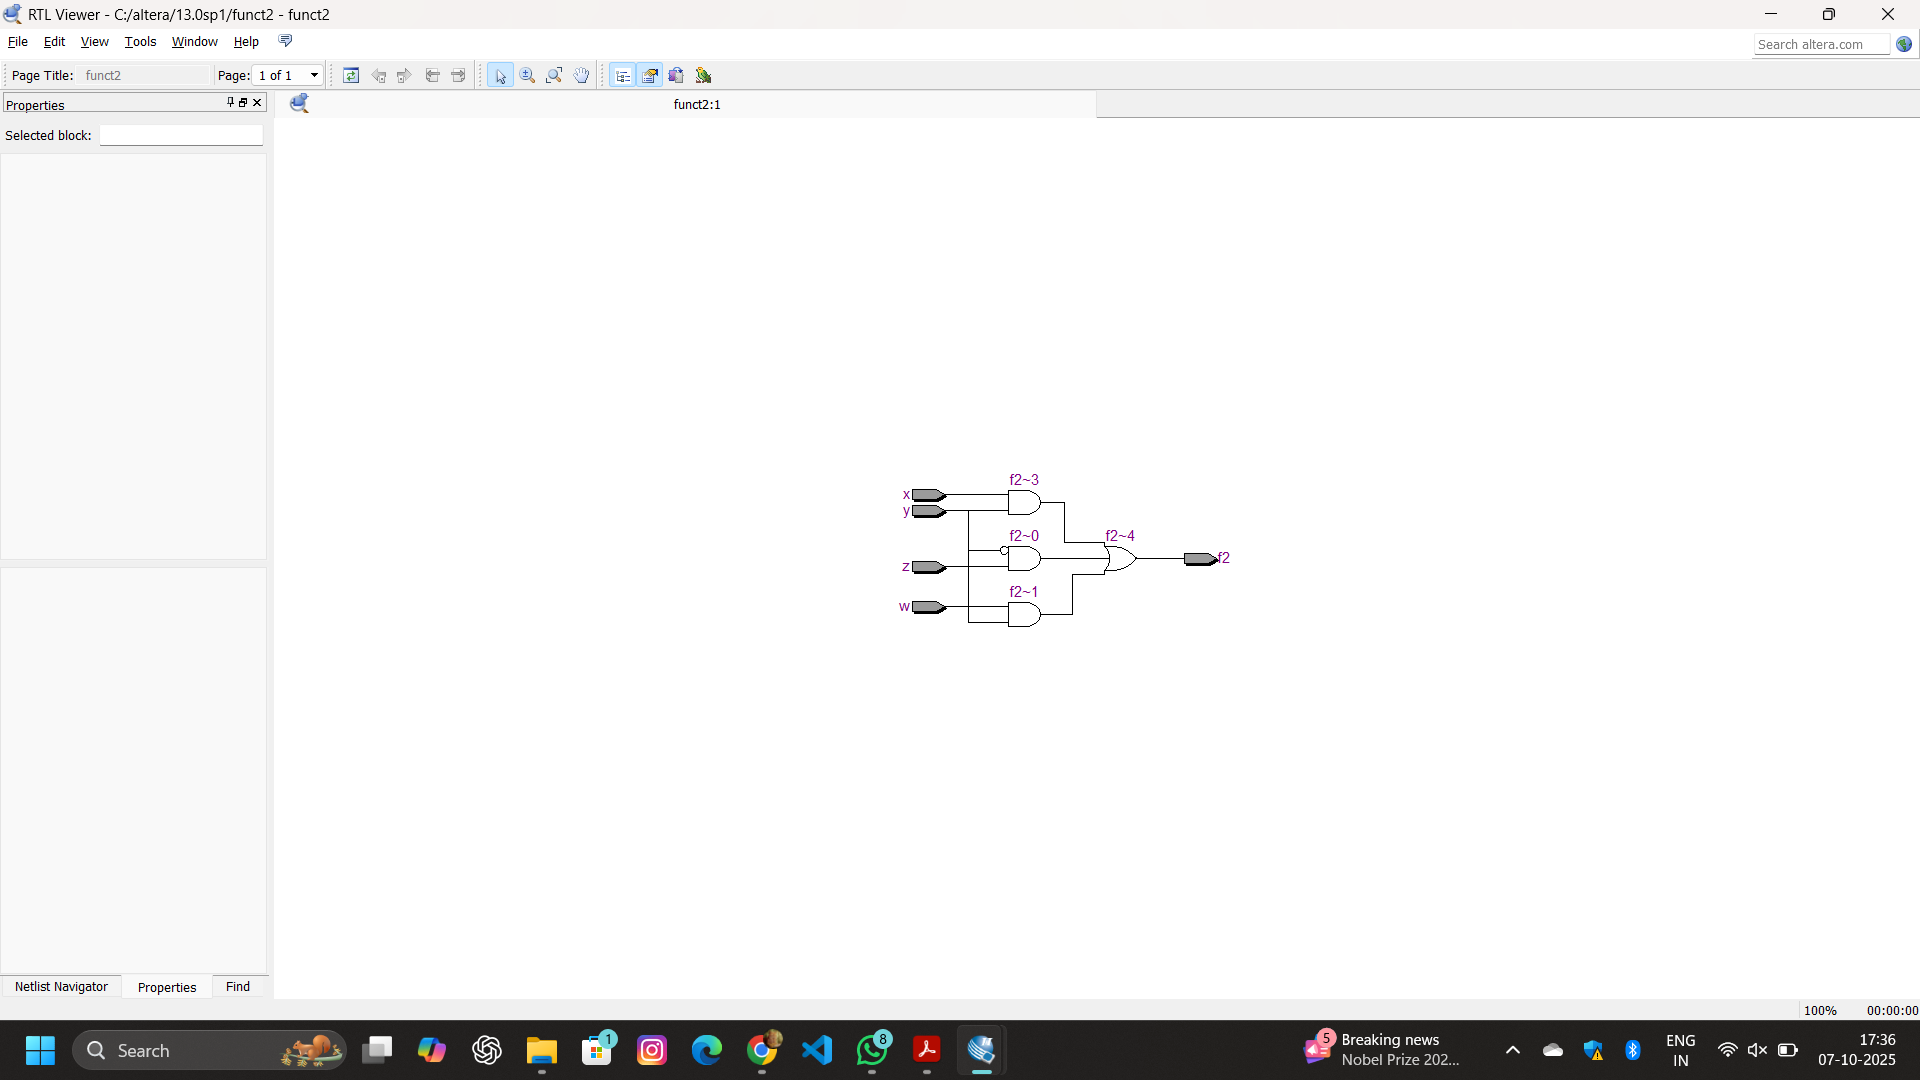 RTL Viewer - C:/altera/13.0sp1/funct2 - funct2
File Edit View Tools Window Help
Search altera.com
Page Title: funct2 Page: 1 of 1
Properties
funct2:1
Selected block:
f2~3
x
y
f2~0
f2~4
z
f2
f2~1
w
Netlist Navigator Properties Find
100% 00:00:00
Search
1
8
5
Breaking news
Nobel Prize 202...
ENG
IN
17:36
07-10-2025